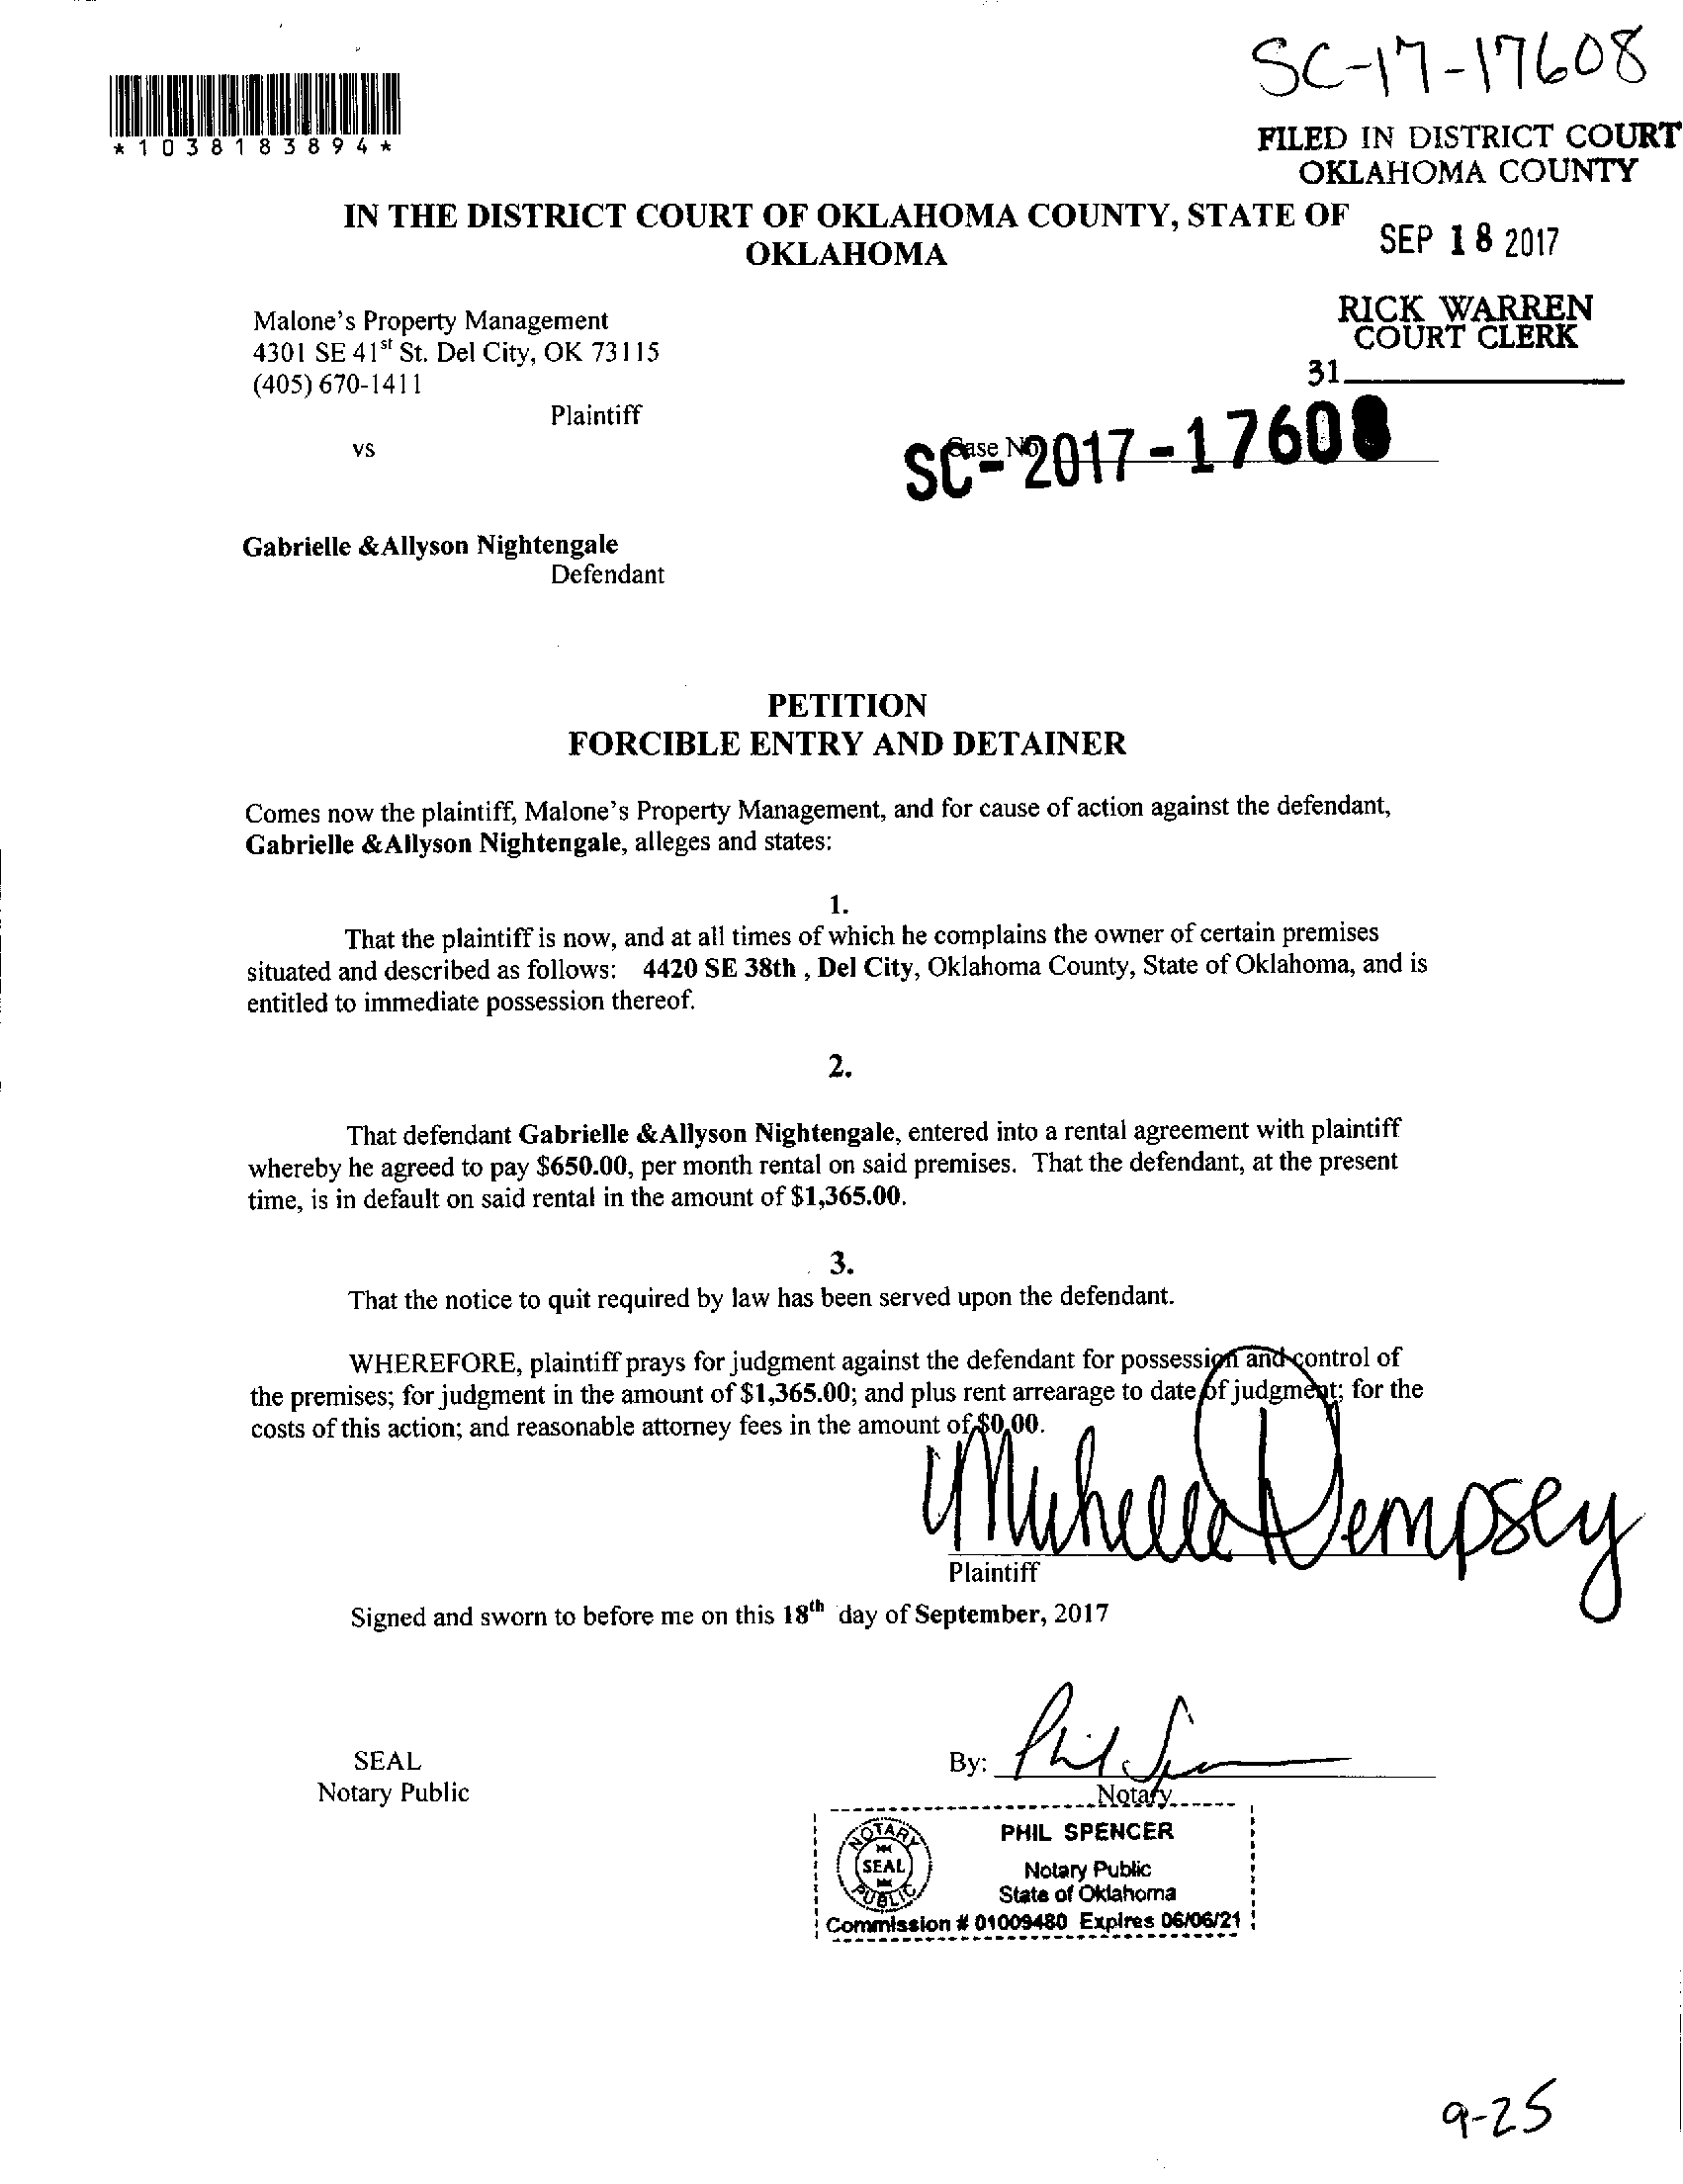 SC-17-17608
*1038183894*
FILED IN DISTRICT COURT
OKLAHOMA COUNTY
IN THE DISTRICT COURT OF OKLAHOMA COUNTY, STATE OF
OKLAHOMA
SEP 18 2017
Malone's Property Management
4301 SE 41st St. Del City, OK 73115
(405) 670-1411
RICK WARREN
COURT CLERK
31
Plaintiff
vs
Case No
SC-2017-17608
Gabrielle &Allyson Nightengale
Defendant
PETITION
FORCIBLE ENTRY AND DETAINER
Comes now the plaintiff, Malone's Property Management, and for cause of action against the defendant,
Gabrielle &Allyson Nightengale, alleges and states:
1.
That the plaintiff is now, and at all times of which he complains the owner of certain premises
situated and described as follows: 4420 SE 38th , Del City, Oklahoma County, State of Oklahoma, and is
entitled to immediate possession thereof.
2.
That defendant Gabrielle &Allyson Nightengale, entered into a rental agreement with plaintiff
whereby he agreed to pay $650.00, per month rental on said premises. That the defendant, at the present
time, is in default on said rental in the amount of $1,365.00.
3.
That the notice to quit required by law has been served upon the defendant.
WHEREFORE, plaintiff prays for judgment against the defendant for possession and control of
the premises; for judgment in the amount of $1,365.00; and plus rent arrearage to date of judgment; for the
costs of this action; and reasonable attorney fees in the amount of $0.00.
Michelle Dempsey
Plaintiff
Signed and sworn to before me on this 18th day of September, 2017
SEAL
Notary Public
By: Phil Spencer
Notary
NOTARY PUBLIC
SEAL
PHIL SPENCER
Notary Public
State of Oklahoma
Commission # 01009480 Expires 06/06/21
9-25